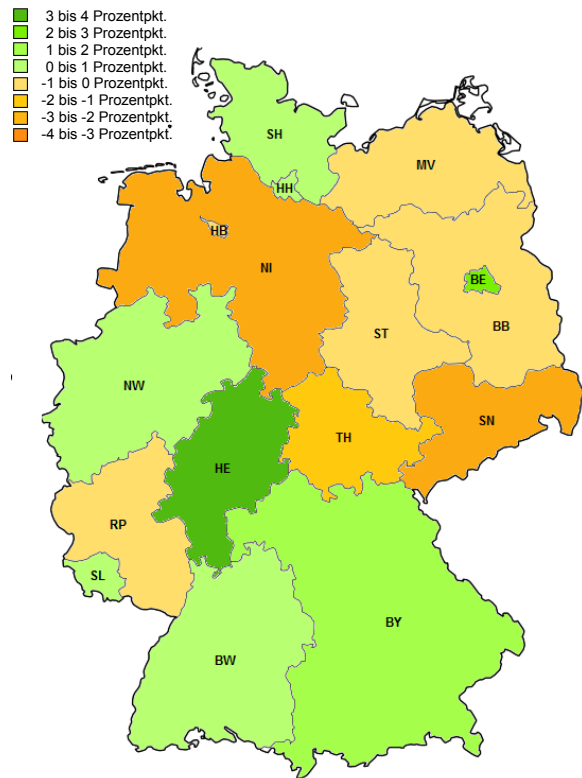 3 bis 4 Prozentpkt.
2 bis 3 Prozentpkt.
1 bis 2 Prozentpkt.
0 bis 1 Prozentpkt.
-1 bis 0 Prozentpkt.
-2 bis -1 Prozentpkt.
-3 bis -2 Prozentpkt.
-4 bis -3 Prozentpkt.
SH
MV
HH
HB
NI
BE
BB
ST
NW
SN
TH
HE
RP
SL
BY
BW